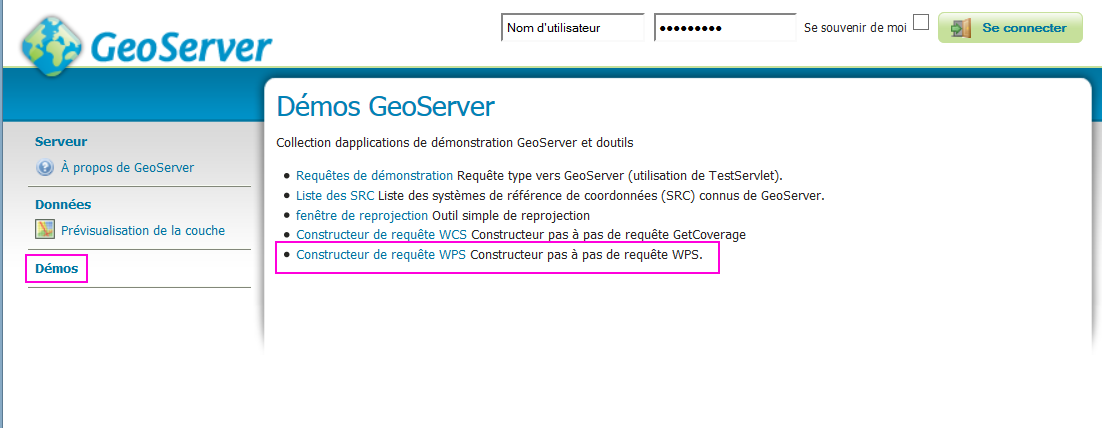 GeoServer
Nom d'utilisateur
•••••••••
Se souvenir de moi
Se connecter
Serveur
À propos de GeoServer
Données
Prévisualisation de la couche
Démos
Démos GeoServer
Collection dapplications de démonstration GeoServer et doutils
• Requêtes de démonstration Requête type vers GeoServer (utilisation de TestServlet).
• Liste des SRC Liste des systèmes de référence de coordonnées (SRC) connus de GeoServer.
• fenêtre de reprojection Outil simple de reprojection
• Constructeur de requête WCS Constructeur pas à pas de requête GetCoverage
• Constructeur de requête WPS Constructeur pas à pas de requête WPS.